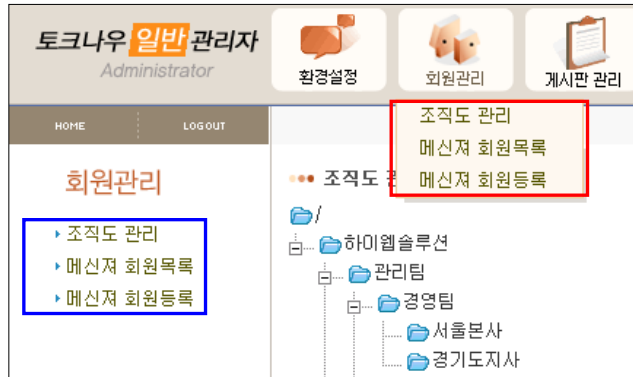 토크나우 일반 관리자
Administrator
환경설정
회원관리
게시판 관리
HOME
LOGOUT
조직도 관리
메신져 회원목록
메신져 회원등록
회원관리
조직도 관리
메신져 회원목록
메신져 회원등록
조직도
/
하이웹솔루션
관리팀
경영팀
서울본사
경기도지사